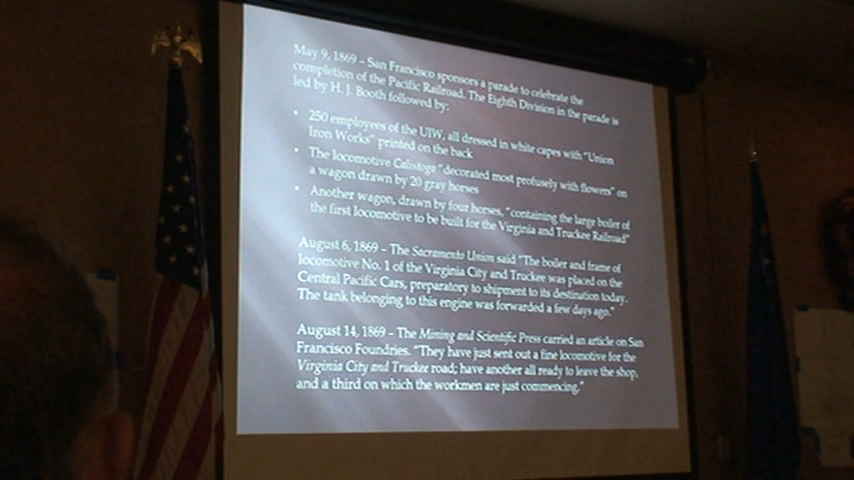 May 9, 1869 – San Francisco sponsors a parade to celebrate the
completion of the Pacific Railroad. The Eighth Division in the parade is
led by H. J. Booth followed by:
• 250 employees of the UIW, all dressed in white capes with "Union
Iron Works" printed on the back
• The locomotive Calistoga "decorated most profusely with flowers" on
a wagon drawn by 20 gray horses
• Another wagon, drawn by four horses, "containing the large boiler of
the first locomotive to be built for the Virginia and Truckee Railroad"
August 6, 1869 – The Sacramento Union said "The boiler and frame of
locomotive No. 1 of the Virginia City and Truckee was placed on the
Central Pacific Cars, preparatory to shipment to its destination today.
The tank belonging to this engine was forwarded a few days ago."
August 14, 1869 – The Mining and Scientific Press carried an article on San
Francisco Foundries. "They have just sent out a fine locomotive for the
Virginia City and Truckee road; have another all ready to leave the shop,
and a third on which the workmen are just commencing."